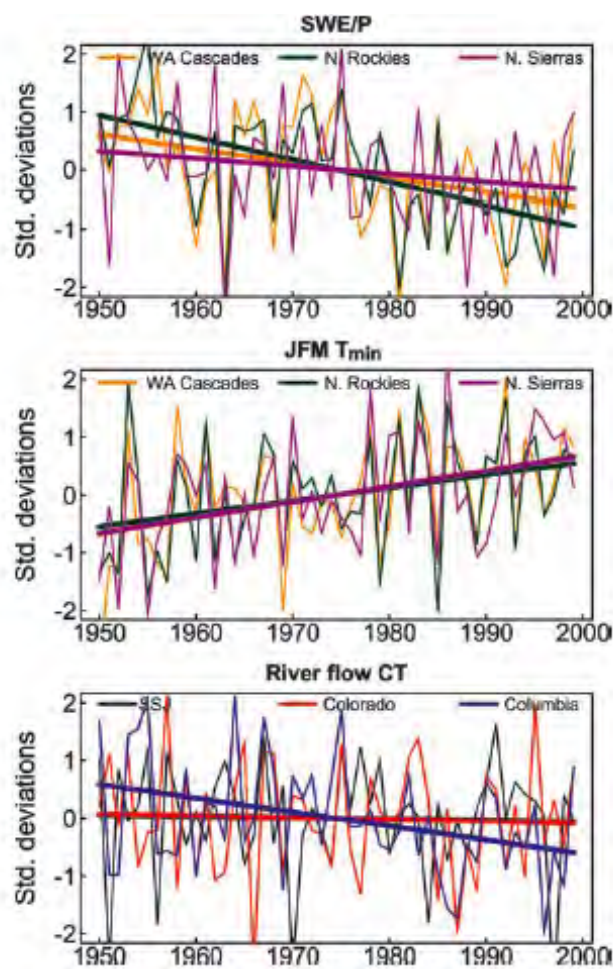 SWE/P
WA Cascades N. Rockies N. Sierras
Std. deviations
2
1
0
-1
-2
1950 1960 1970 1980 1990 2000
JFM Tmin
WA Cascades N. Rockies N. Sierras
Std. deviations
2
1
0
-1
-2
1950 1960 1970 1980 1990 2000
River flow CT
SSJ Colorado Columbia
Std. deviations
2
1
0
-1
-2
1950 1960 1970 1980 1990 2000